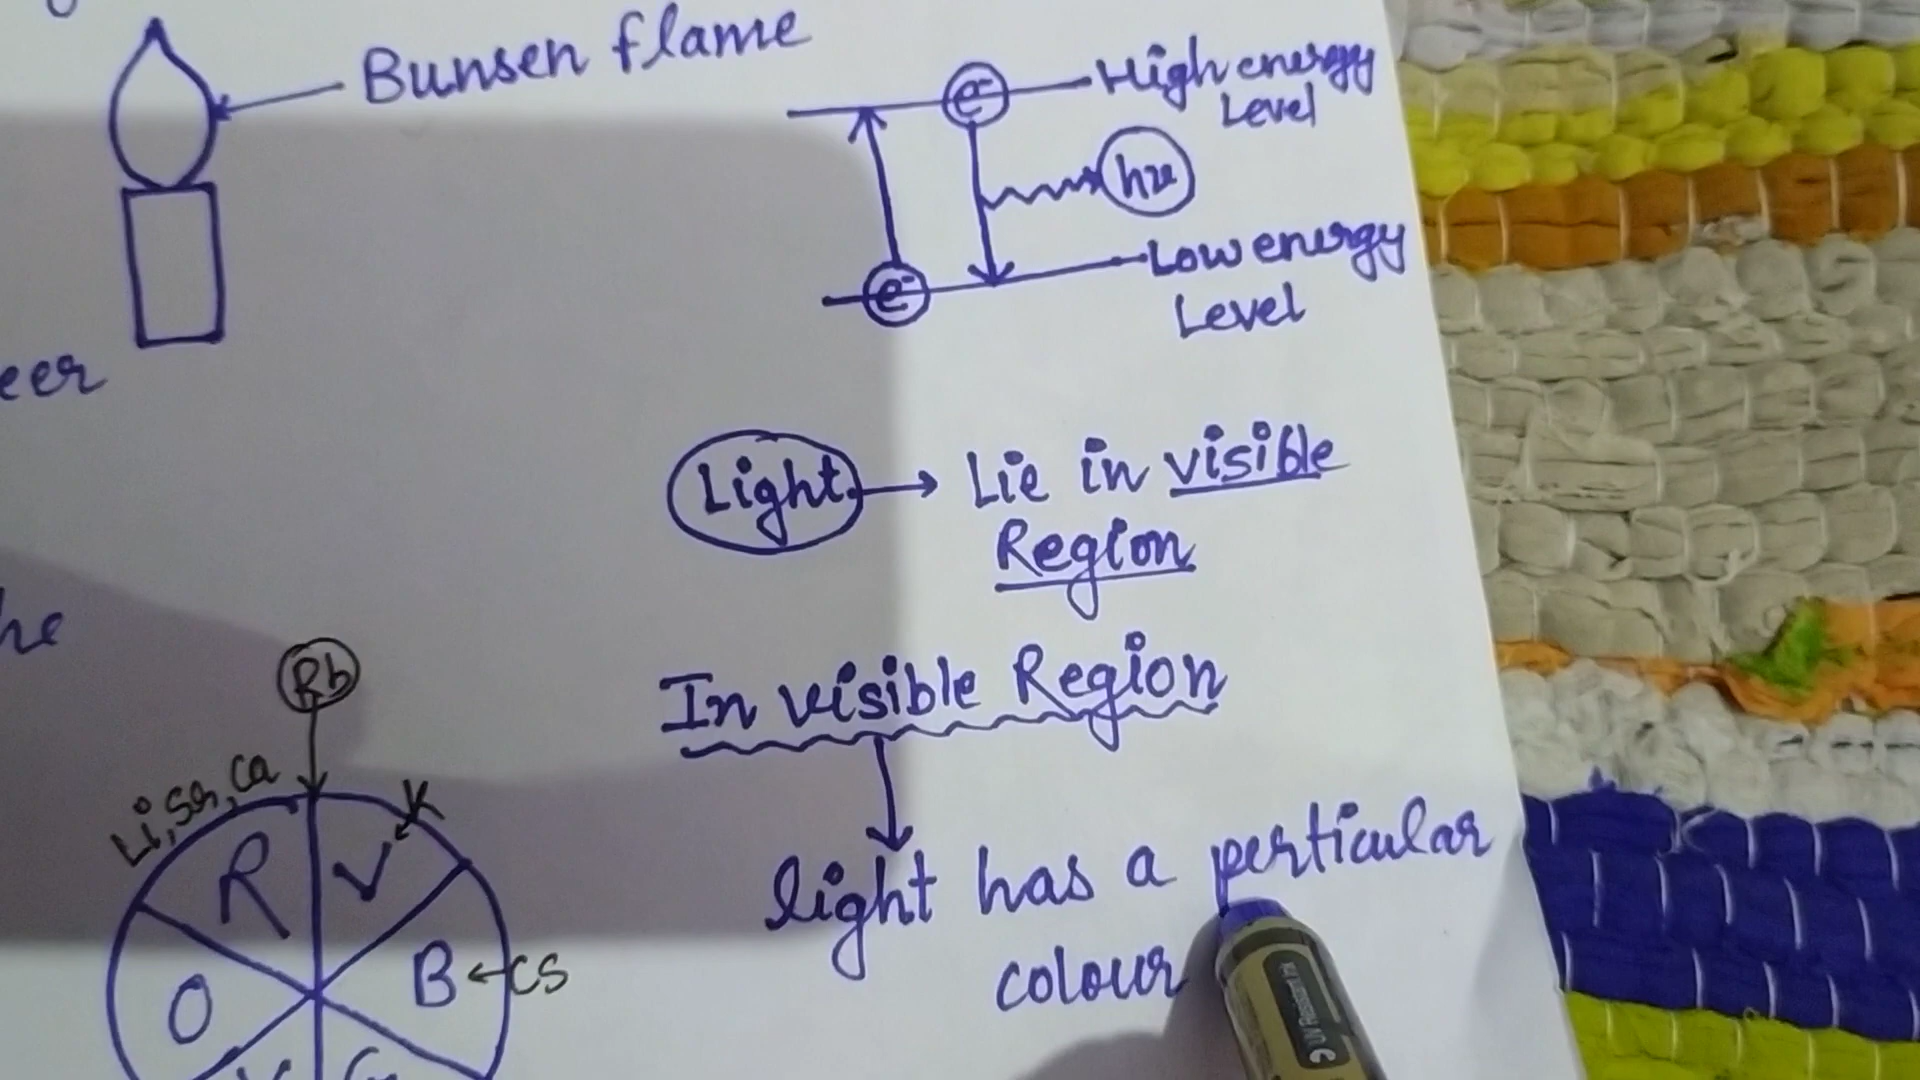 Bunsen flame
e-
High energy
Level
hν
e-
Low energy
Level
eer
Light
Lie in visible
Region
he
In visible Region
Rb
Li, Sr, Ca
K
R
V
light has a perticular
colour
O
B
CS